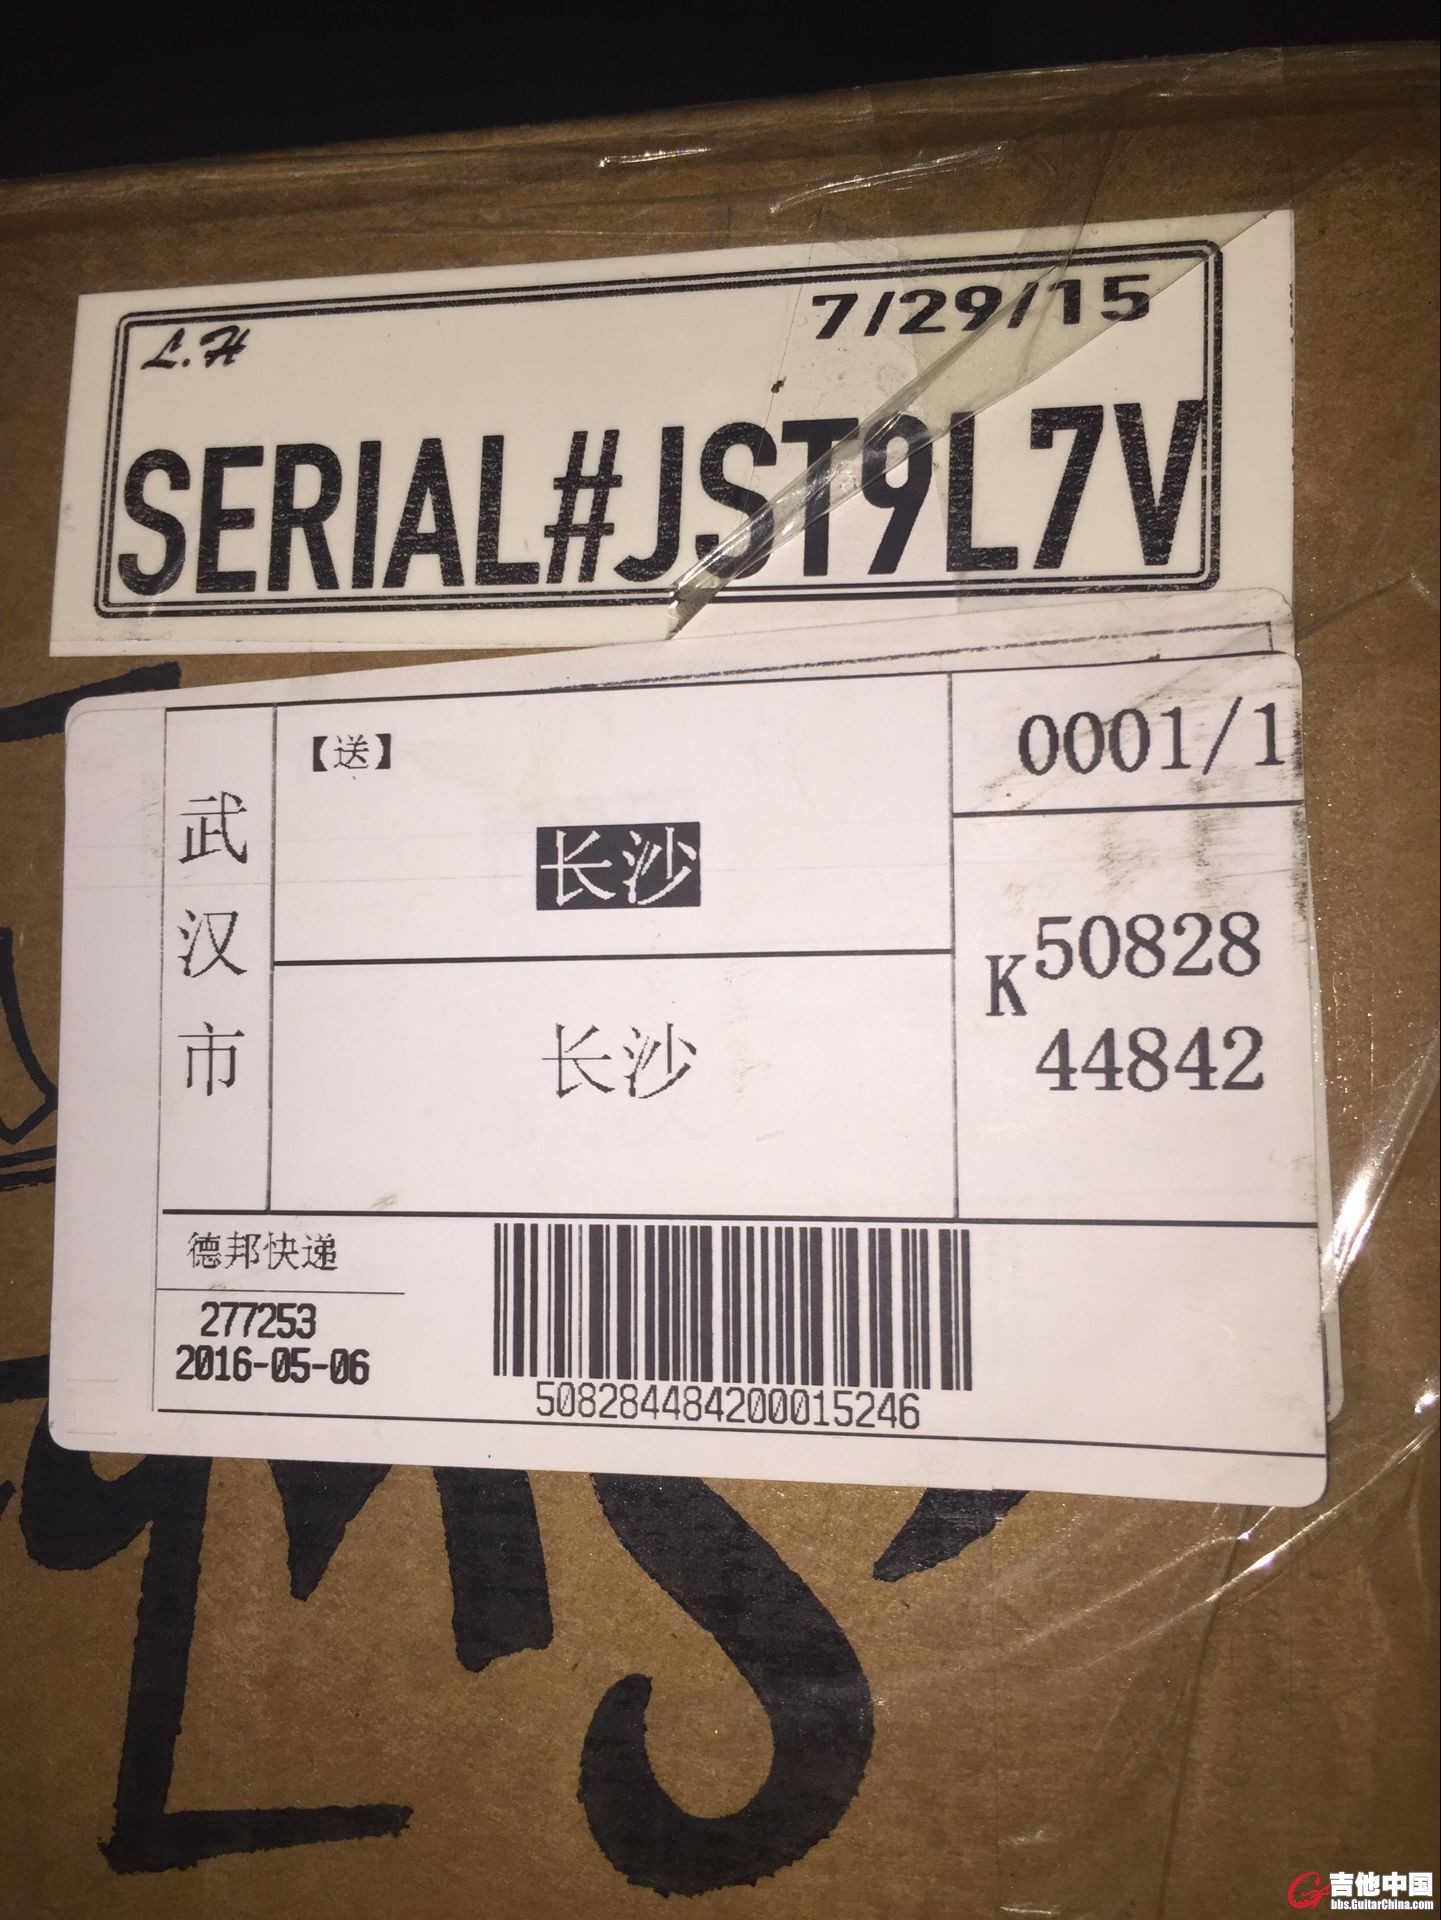 L.H
7/29/15
SERIAL#JST9L7V
【送】
0001/1
武汉市
长沙
长沙
K 50828
44842
德邦快递
277253
2016-05-06
508284484200015246
吉他中国
bbs.GuitarChina.com